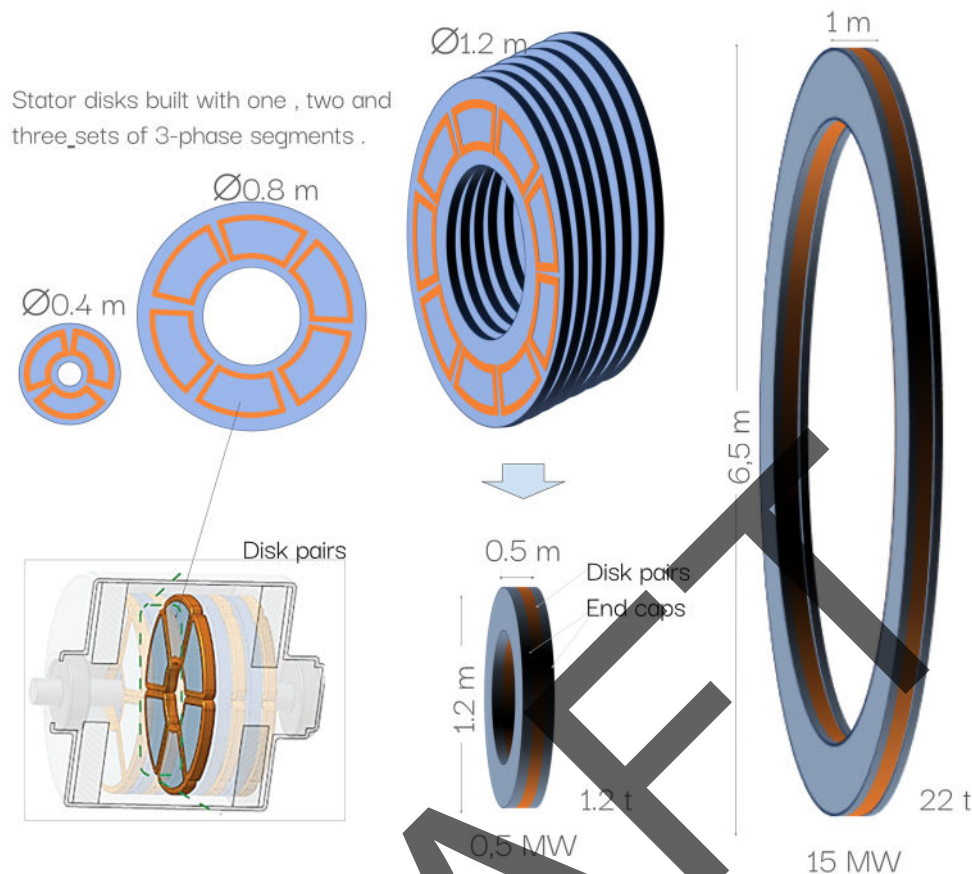 1 m
Ø1.2 m
Stator disks built with one , two and
three_sets of 3-phase segments .
Ø0.8 m
Ø0.4 m
6,5 m
Disk pairs
0.5 m
Disk pairs
End caps
1.2 m
1.2 t
22 t
0,5 MW
15 MW
AFT